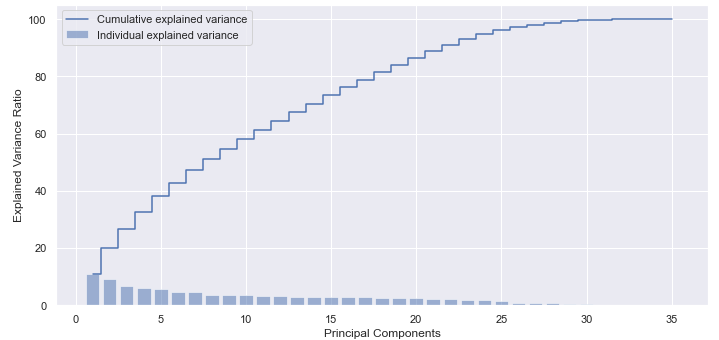 Cumulative explained variance
Individual explained variance
Explained Variance Ratio
100
80
60
40
20
0
0 5 10 15 20 25 30 35
Principal Components